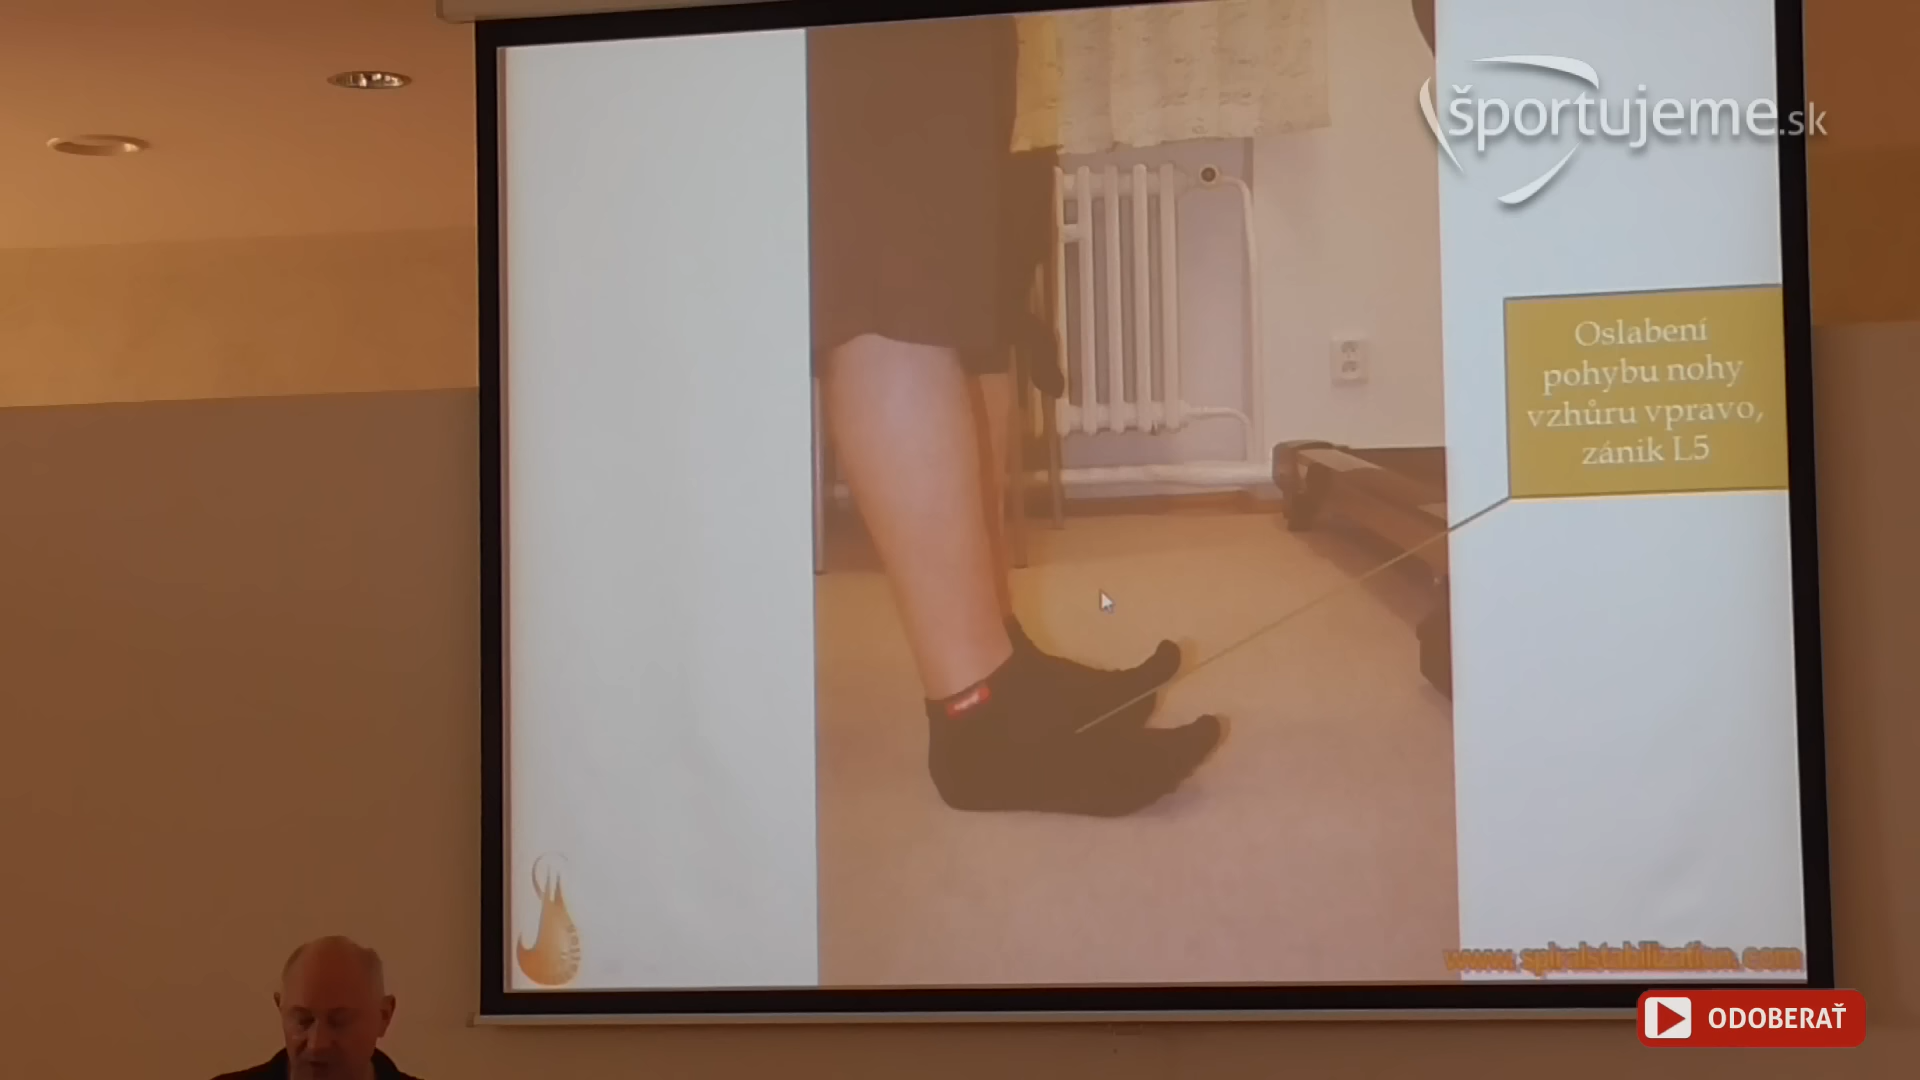 športujeme.sk
Oslabení
pohybu nohy
vzhůru vpravo,
zánik L5
www.spiralstabilization.com
ODOBERAŤ